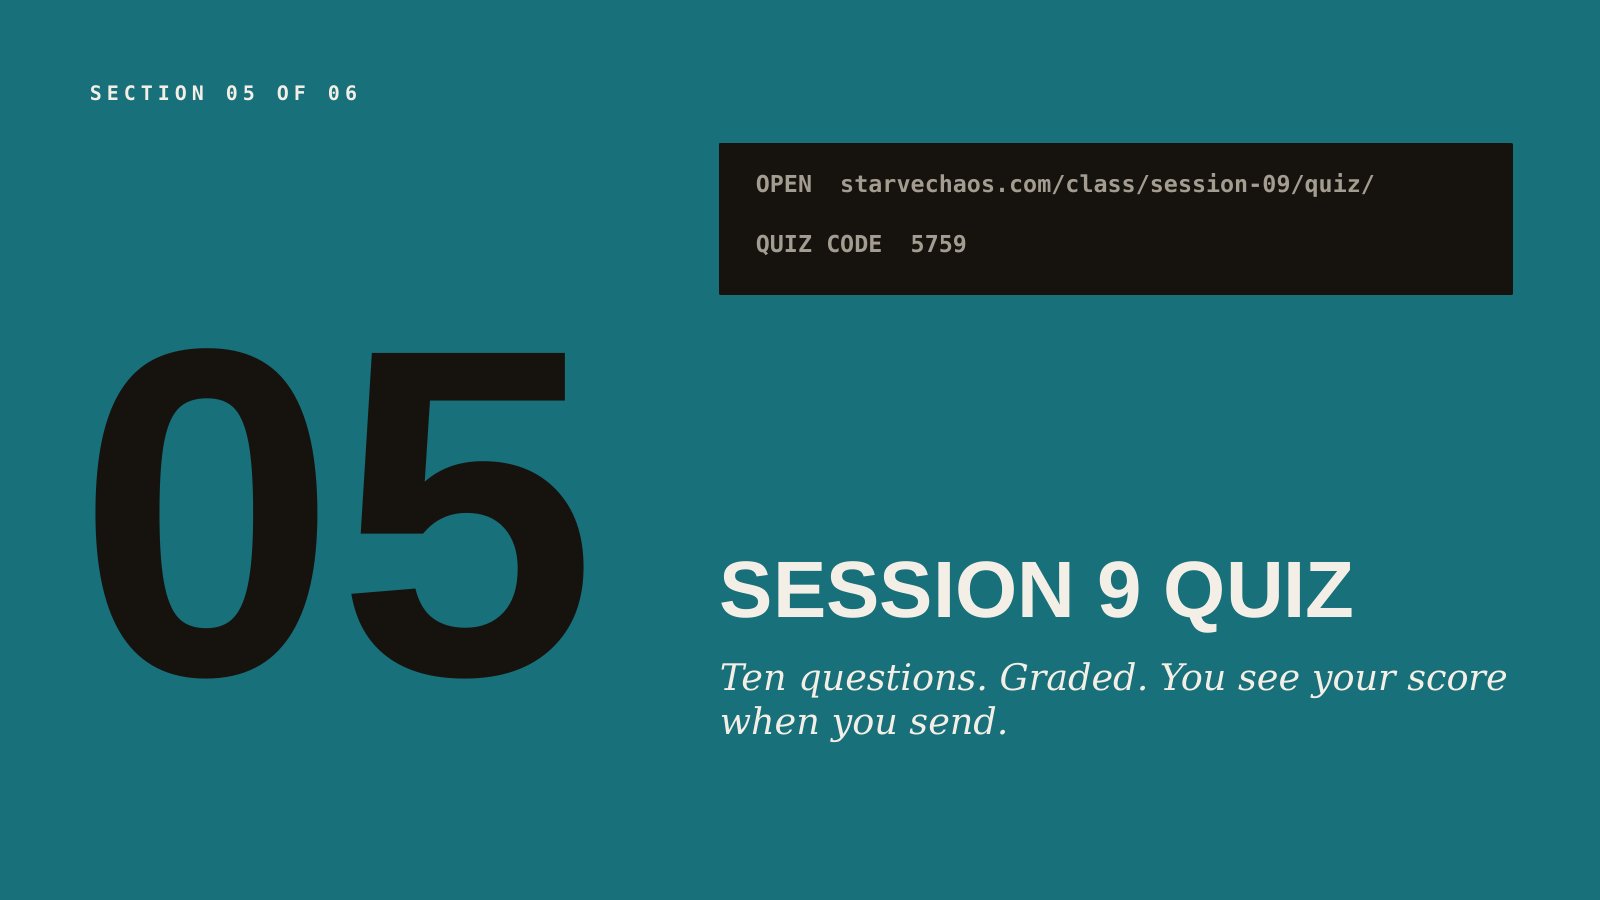 SECTION 05 OF 06
OPEN  starvechaos.com/class/session-09/quiz/
QUIZ CODE  5759
05
SESSION 9 QUIZ
Ten questions. Graded. You see your score
when you send.